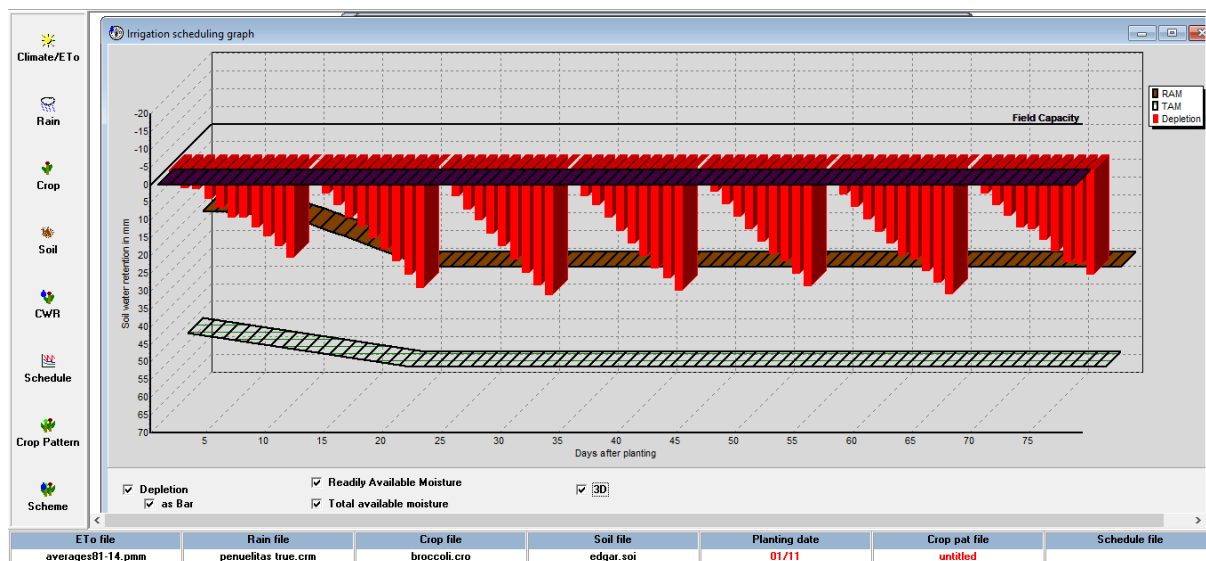 Irrigation scheduling graph
Climate/ETo
Rain
Crop
Soil
CWR
Schedule
Crop Pattern
Scheme
RAM
TAM
Depletion
Field Capacity
Soil water retention in mm
-20
-15
-10
-5
0
5
10
15
20
25
30
35
40
45
50
55
60
65
70
5 10 15 20 25 30 35 40 45 50 55 60 65 70 75
Days after planting
Depletion
as Bar
Readily Available Moisture
Total available moisture
3D
ETo file Rain file Crop file Soil file Planting date Crop pat file Schedule file
averages81-14.pmm penuelitas true.crm broccoli.cro edgar.soi 01/11 untitled